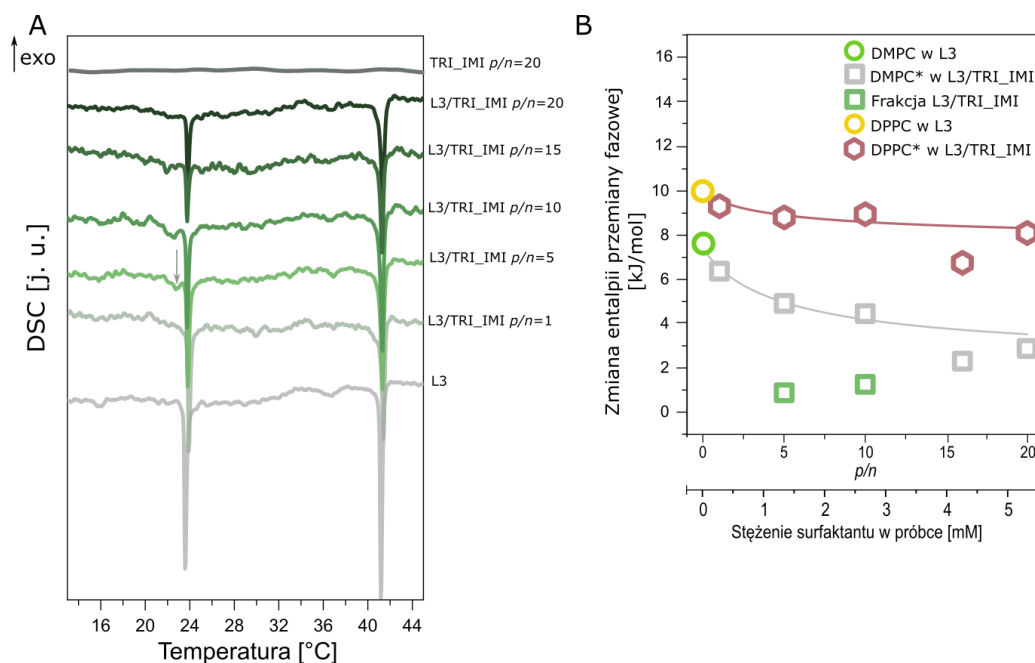 A
exo
DSC [j. u.]
TRI_IMI p/n=20
L3/TRI_IMI p/n=20
L3/TRI_IMI p/n=15
L3/TRI_IMI p/n=10
L3/TRI_IMI p/n=5
L3/TRI_IMI p/n=1
L3
16 20 24 28 32 36 40 44
Temperatura [°C]
B
Zmiana entalpii przemiany fazowej
[kJ/mol]
16
14
12
10
8
6
4
2
0
DMPC w L3
DMPC* w L3/TRI_IMI
Frakcja L3/TRI_IMI
DPPC w L3
DPPC* w L3/TRI_IMI
0 5 10 15 20
p/n
0 1 2 3 4 5
Stężenie surfaktantu w próbce [mM]